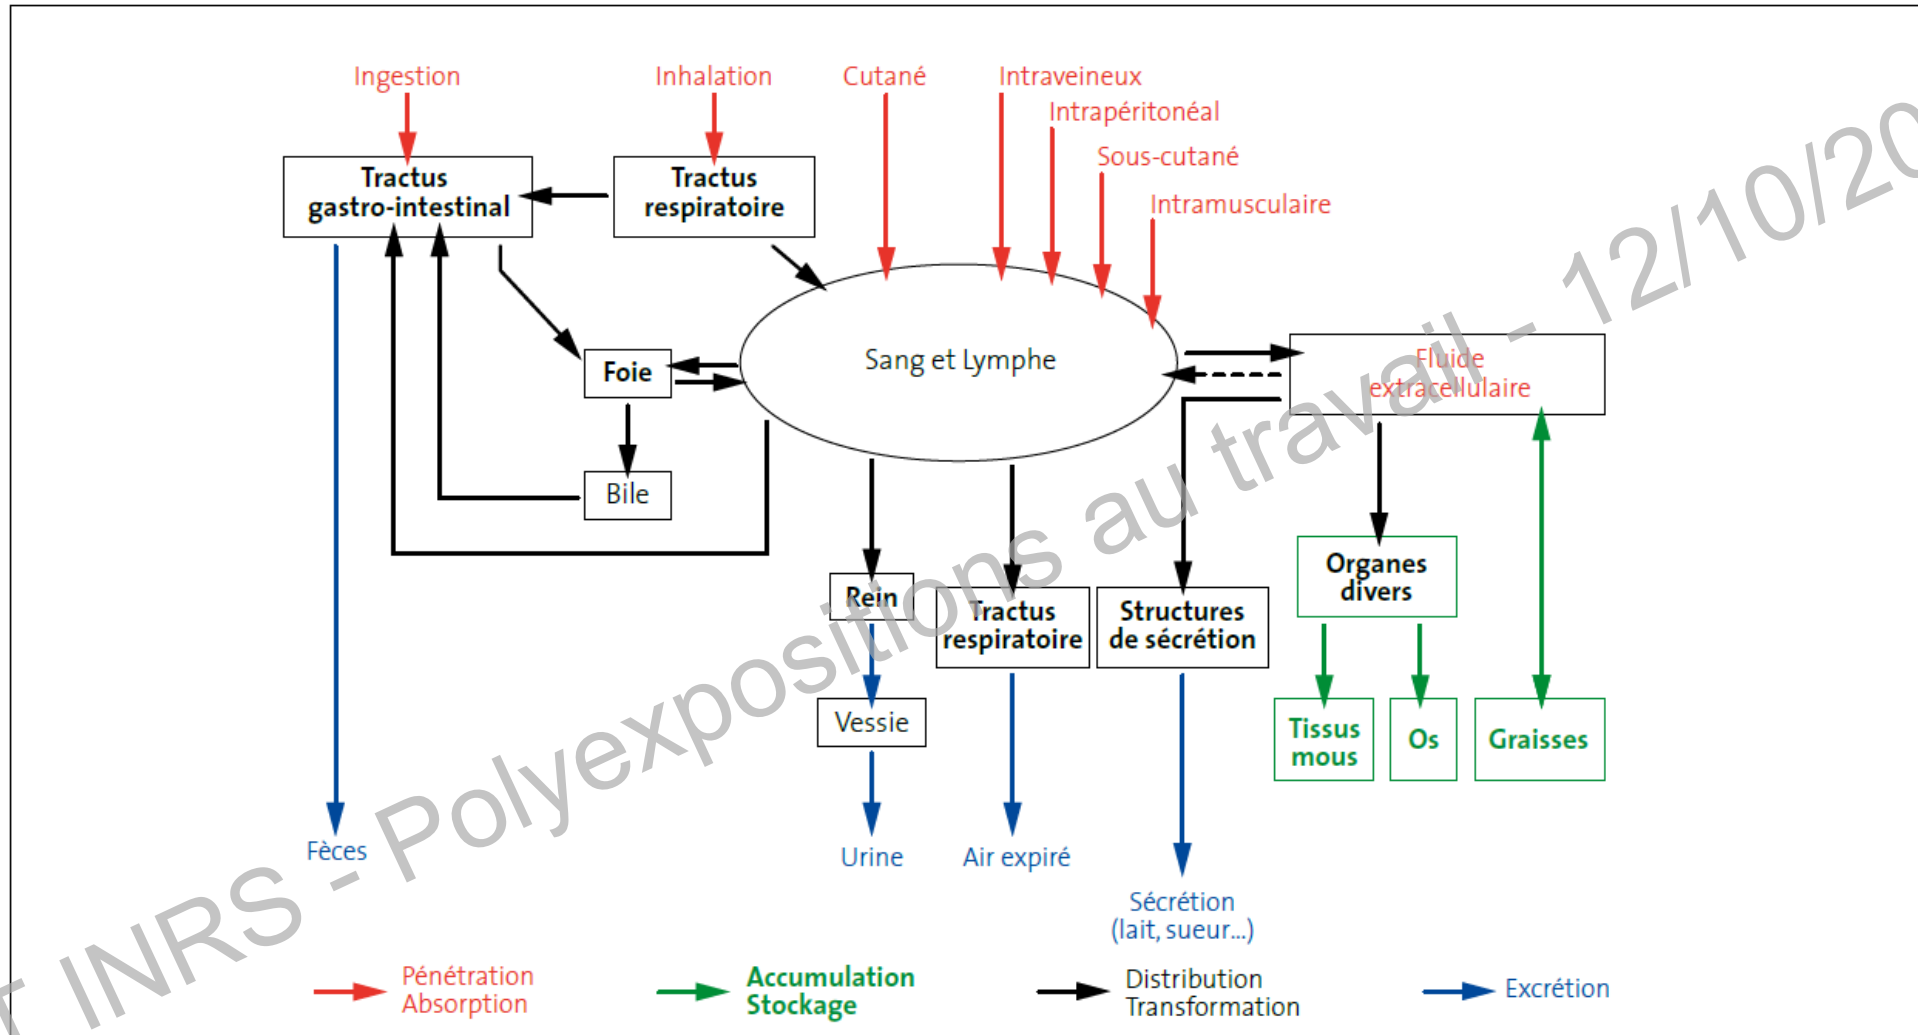 Ingestion
Inhalation
Cutané
Intraveineux
Intrapéritonéal
Sous-cutané
Intramusculaire
Tractus
gastro-intestinal
Tractus
respiratoire
Foie
Sang et Lymphe
Fluide
extracellulaire
Bile
Rein
Tractus
respiratoire
Structures
de sécrétion
Organes
divers
Vessie
Tissus
mous
Os
Graisses
Fèces
Urine
Air expiré
Sécrétion
(lait, sueur...)
Pénétration
Absorption
Accumulation
Stockage
Distribution
Transformation
Excrétion
INRS - Polyexpositions au travail - 12/10/20